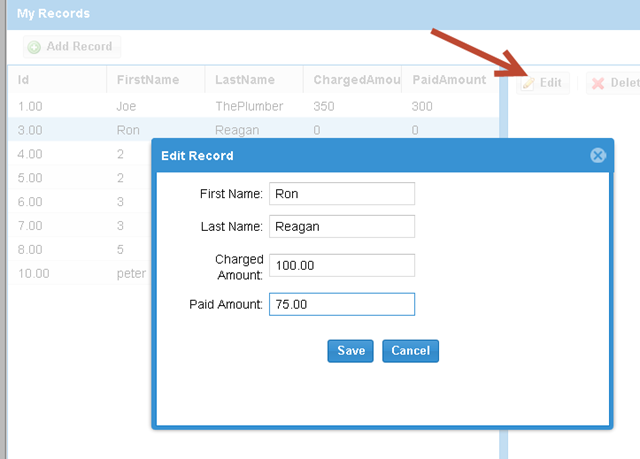 My Records
Add Record
Id FirstName LastName ChargedAmou PaidAmount
Edit Delet
1.00 Joe ThePlumber 350 300
3.00 Ron Reagan 0 0
4.00 2
5.00 2
6.00 3
7.00 3
8.00 5
10.00 peter
Edit Record
First Name: Ron
Last Name: Reagan
Charged
Amount: 100.00
Paid Amount: 75.00
Save Cancel